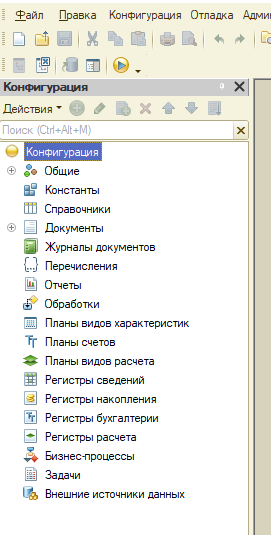 Файл Правка Конфигурация Отладка Адми
Конфигурация
Действия
Поиск (Ctrl+Alt+M)
Конфигурация
Общие
Константы
Справочники
Документы
Журналы документов
Перечисления
Отчеты
Обработки
Планы видов характеристик
Планы счетов
Планы видов расчета
Регистры сведений
Регистры накопления
Регистры бухгалтерии
Регистры расчета
Бизнес-процессы
Задачи
Внешние источники данных